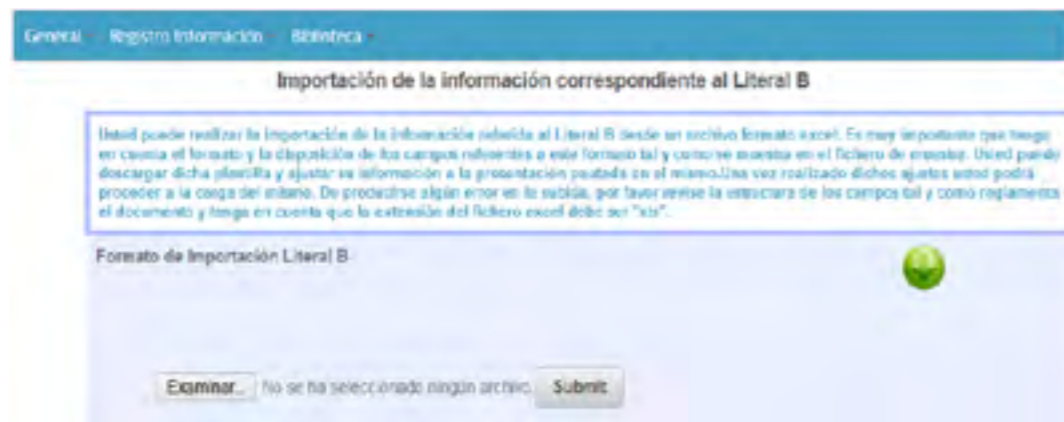 General Registro Información Biblioteca
Importación de la información correspondiente al Literal B
Usted puede realizar la importación de la información referida al Literal B desde un archivo formato excel. Es muy importante que tenga
en cuenta el formato y la disposición de los campos referentes a este formato tal y como se muestra en el fichero de muestra. Usted puede
descargar dicha plantilla y ajustar su información a la presentación pautada en el mismo.Una vez realizado dichos ajustes usted podrá
proceder a la carga del mismo. De producirse algún error en la subida, por favor revise la estructura de los campos tal y como reglamenta
el documento y tenga en cuenta que la extensión del fichero excel debe ser "xls".
Formato de Importación Literal B
Examinar... No se ha seleccionado ningún archivo. Submit